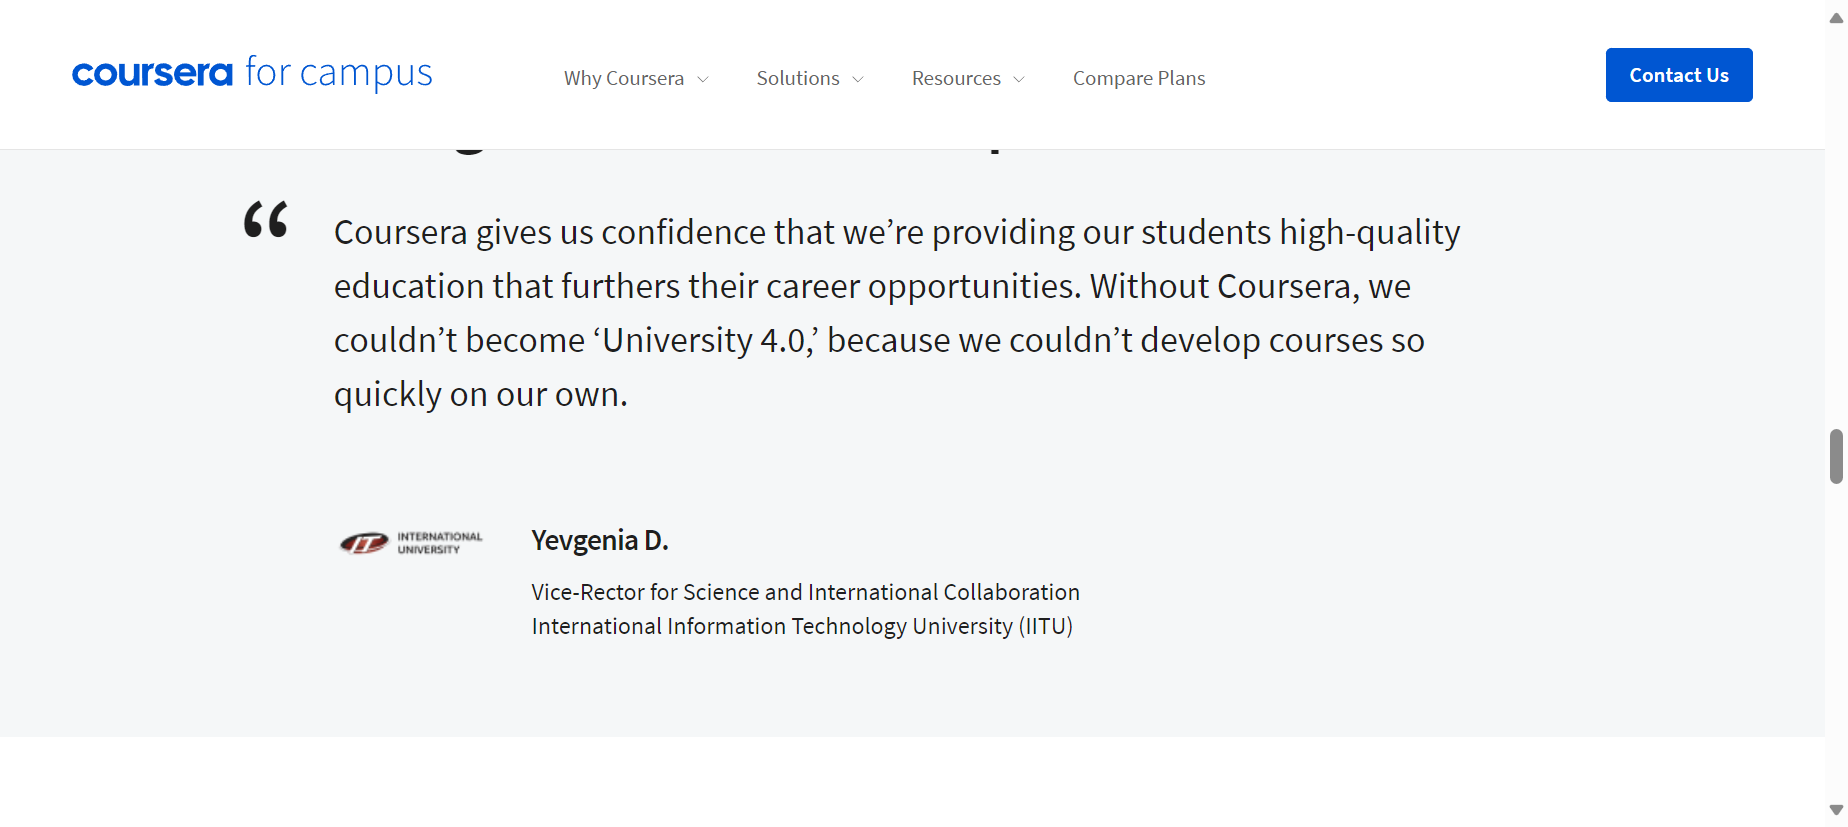 coursera for campus
Why Coursera
Solutions
Resources
Compare Plans
Contact Us
“
Coursera gives us confidence that we’re providing our students high-quality
education that furthers their career opportunities. Without Coursera, we
couldn’t become ‘University 4.0,’ because we couldn’t develop courses so
quickly on our own.
IT INTERNATIONAL
UNIVERSITY
Yevgenia D.
Vice-Rector for Science and International Collaboration
International Information Technology University (IITU)